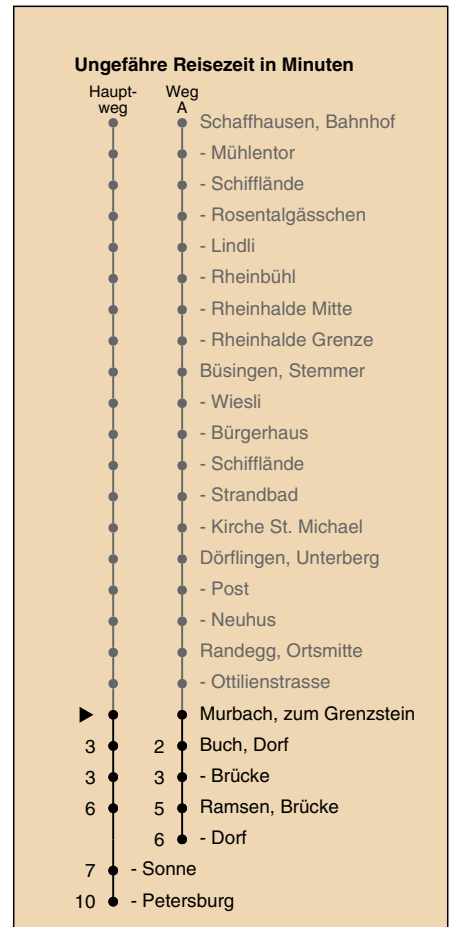 Ungefähre Reisezeit in Minuten
Haupt- Weg
weg A
Schaffhausen, Bahnhof
- Mühlentor
- Schifflände
- Rosentalgässchen
- Lindli
- Rheinbühl
- Rheinhalde Mitte
- Rheinhalde Grenze
Büsingen, Stemmer
- Wiesli
- Bürgerhaus
- Schifflände
- Strandbad
- Kirche St. Michael
Dörflingen, Unterberg
- Post
- Neuhus
Randegg, Ortsmitte
- Ottilienstrasse
Murbach, zum Grenzstein
3 2 Buch, Dorf
3 3 - Brücke
6 5 Ramsen, Brücke
6 - Dorf
7 - Sonne
10 - Petersburg